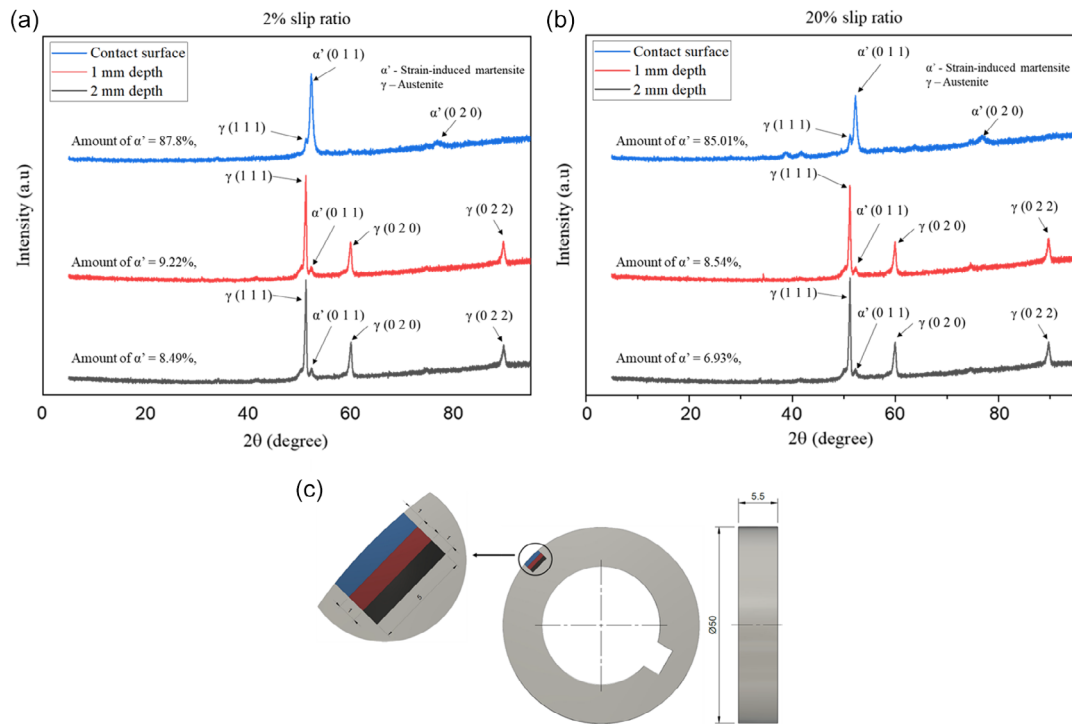 (a)
2% slip ratio
Contact surface
1 mm depth
2 mm depth
α' (0 1 1)
α' - Strain-induced martensite
γ – Austenite
γ (1 1 1)
α' (0 2 0)
Amount of α' = 87.8%,
γ (1 1 1)
α' (0 1 1)
γ (0 2 0)
γ (0 2 2)
Amount of α' = 9.22%,
γ (1 1 1)
α' (0 1 1)
γ (0 2 0)
γ (0 2 2)
Amount of α' = 8.49%,
Intensity (a.u)
0 20 40 60 80
2θ (degree)
(b)
20% slip ratio
Contact surface
1 mm depth
2 mm depth
α' (0 1 1)
α' - Strain-induced martensite
γ – Austenite
γ (1 1 1)
α' (0 2 0)
Amount of α' = 85.01%,
γ (1 1 1)
α' (0 1 1)
γ (0 2 0)
γ (0 2 2)
Amount of α' = 8.54%,
γ (1 1 1)
α' (0 1 1)
γ (0 2 0)
γ (0 2 2)
Amount of α' = 6.93%,
Intensity (a.u)
0 20 40 60 80
2θ (degree)
(c)
5
5.5
Ø50